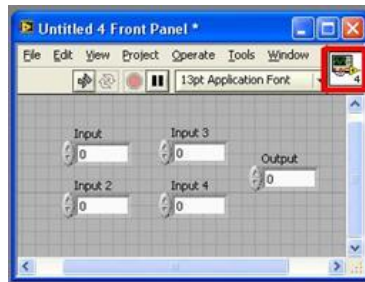 Untitled 4 Front Panel *
File Edit View Project Operate Tools Window
13pt Application Font
4
Input
0
Input 3
0
Output
0
Input 2
0
Input 4
0